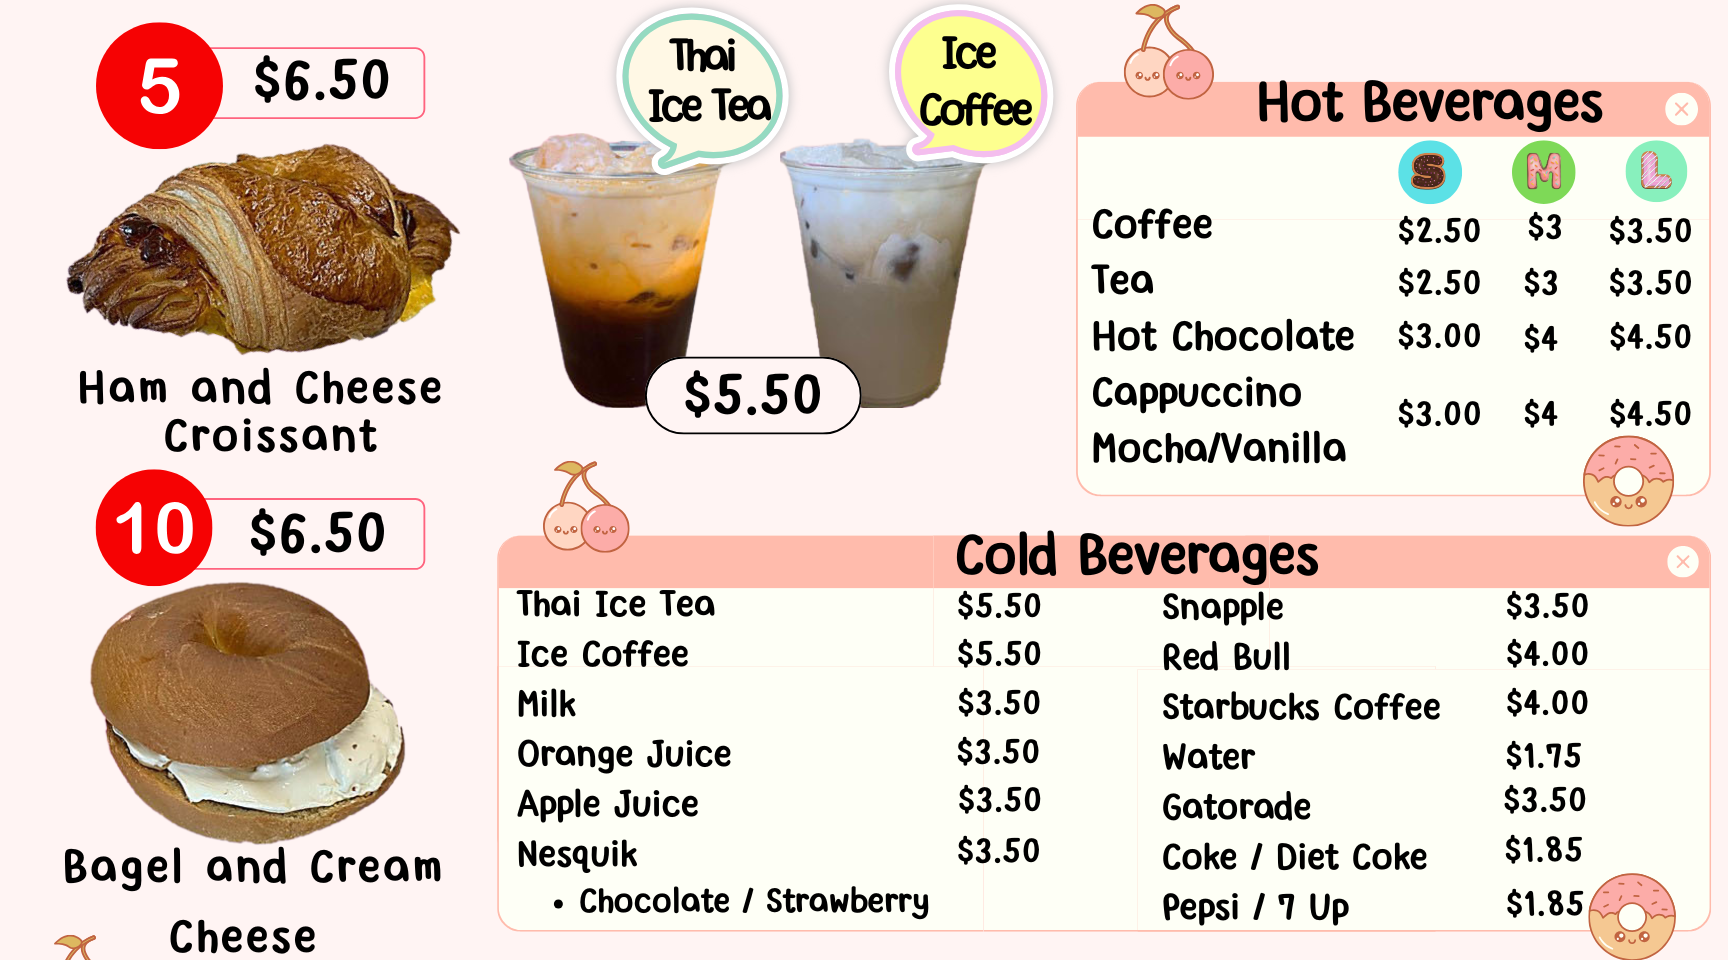 5
$6.50
Ham and Cheese
Croissant
10
$6.50
Bagel and Cream
Cheese
Thai
Ice Tea
Ice
Coffee
$5.50
Hot Beverages
S M L
Coffee $2.50 $3 $3.50
Tea $2.50 $3 $3.50
Hot Chocolate $3.00 $4 $4.50
Cappuccino
$3.00 $4 $4.50
Mocha/Vanilla
Cold Beverages
Thai Ice Tea $5.50
Ice Coffee $5.50
Milk $3.50
Orange Juice $3.50
Apple Juice $3.50
Nesquik $3.50
• Chocolate / Strawberry
Snapple $3.50
Red Bull $4.00
Starbucks Coffee $4.00
Water $1.75
Gatorade $3.50
Coke / Diet Coke $1.85
Pepsi / 7 Up $1.85